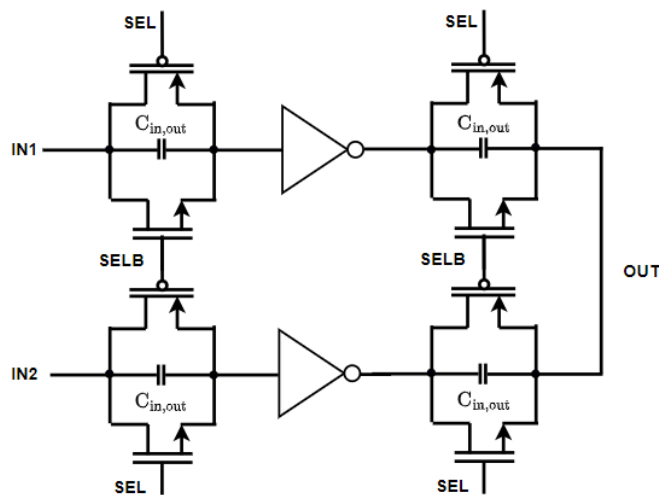 SEL
SEL
C_in,out
C_in,out
IN1
SELB
SELB
OUT
IN2
C_in,out
C_in,out
SEL
SEL